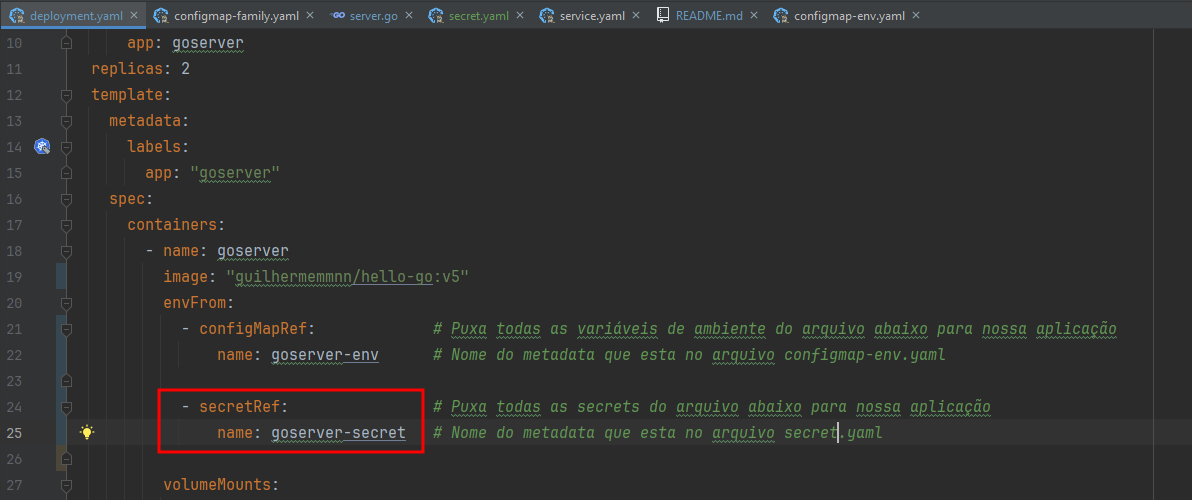 deployment.yaml configmap-family.yaml server.go secret.yaml service.yaml README.md configmap-env.yaml
10 app: goserver
11 replicas: 2
12 template:
13 metadata:
14 labels:
15 app: "goserver"
16 spec:
17 containers:
18 - name: goserver
19 image: "guilhermemmnn/hello-go:v5"
20 envFrom:
21 - configMapRef: # Puxa todas as variáveis de ambiente do arquivo abaixo para nossa aplicação
22 name: goserver-env # Nome do metadata que esta no arquivo configmap-env.yaml
23
24 - secretRef: # Puxa todas as secrets do arquivo abaixo para nossa aplicação
25 name: goserver-secret # Nome do metadata que esta no arquivo secret.yaml
26
27 volumeMounts: